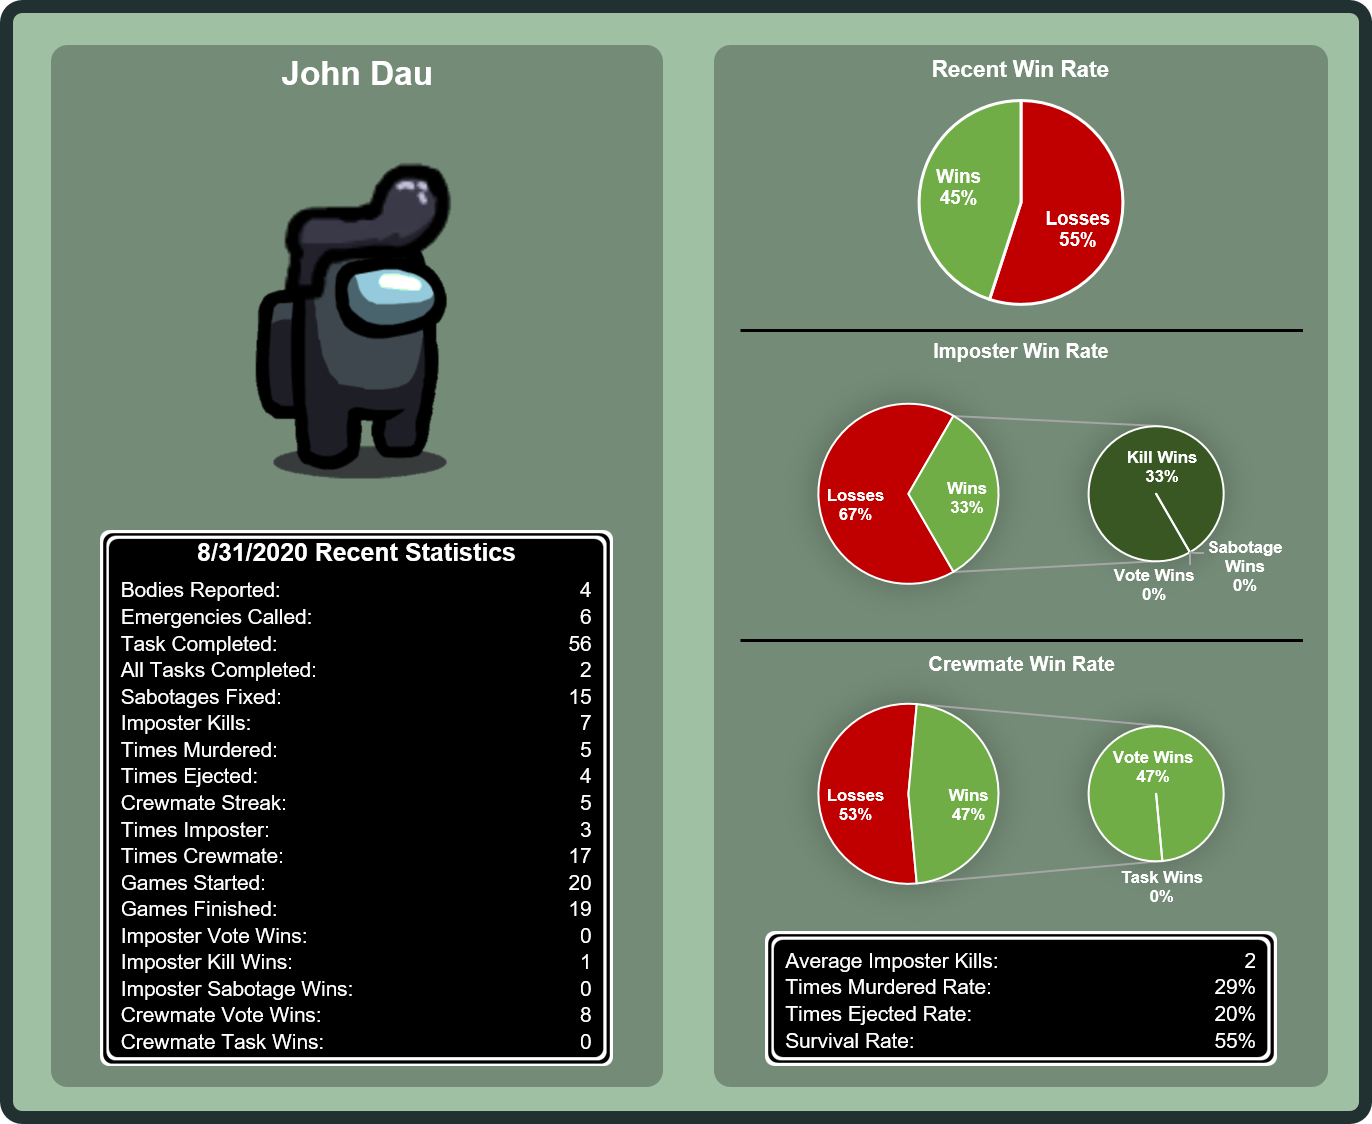 John Dau
8/31/2020 Recent Statistics
Bodies Reported: 4
Emergencies Called: 6
Task Completed: 56
All Tasks Completed: 2
Sabotages Fixed: 15
Imposter Kills: 7
Times Murdered: 5
Times Ejected: 4
Crewmate Streak: 5
Times Imposter: 3
Times Crewmate: 17
Games Started: 20
Games Finished: 19
Imposter Vote Wins: 0
Imposter Kill Wins: 1
Imposter Sabotage Wins: 0
Crewmate Vote Wins: 8
Crewmate Task Wins: 0
Recent Win Rate
Wins
45%
Losses
55%
Imposter Win Rate
Losses
67%
Wins
33%
Kill Wins
33%
Sabotage
Wins
0%
Vote Wins
0%
Crewmate Win Rate
Losses
53%
Wins
47%
Vote Wins
47%
Task Wins
0%
Average Imposter Kills: 2
Times Murdered Rate: 29%
Times Ejected Rate: 20%
Survival Rate: 55%